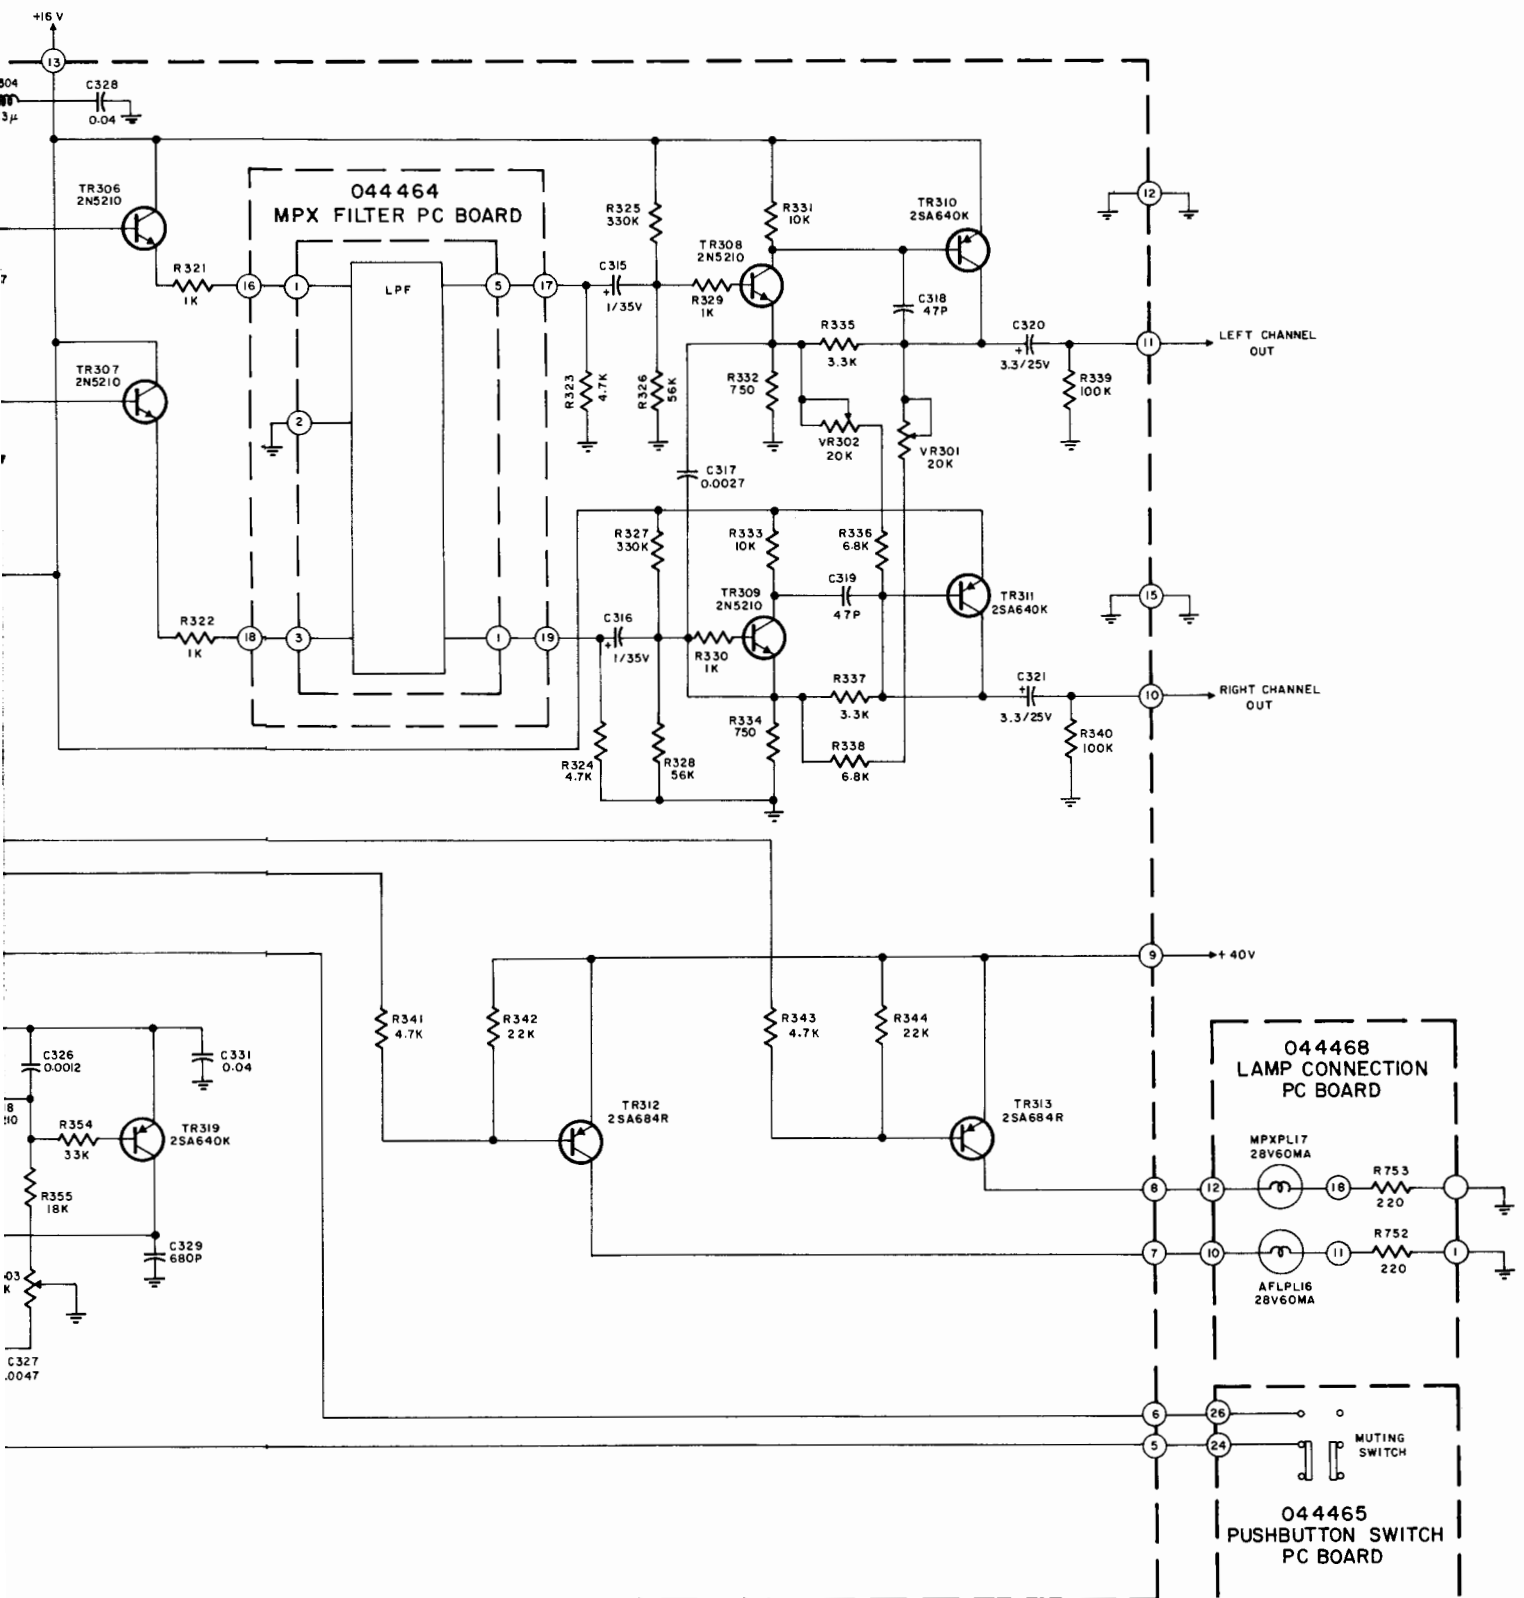 +16 V
13
304
3µ
C328
0.04
TR306
2N5210
044464
MPX FILTER PC BOARD
R321
1K
16
1
LPF
5
17
TR307
2N5210
2
R322
1K
18
3
1
19
C315
+
1/35V
R325
330K
R323
4.7K
R326
56K
R329
1K
TR308
2N5210
R331
10K
TR310
2SA640K
C318
47P
R335
3.3K
R332
750
VR302
20K
VR301
20K
C320
+
3.3/25V
R339
100K
12
11
LEFT CHANNEL
OUT
C317
0.0027
R327
330K
R333
10K
R336
6.8K
TR309
2N5210
C319
47P
TR311
2SA640K
C316
+
1/35V
R330
1K
R337
3.3K
R334
750
R338
6.8K
R324
4.7K
R328
56K
C321
+
3.3/25V
R340
100K
15
10
RIGHT CHANNEL
OUT
9
+40V
R341
4.7K
R342
22K
R343
4.7K
R344
22K
TR312
2SA684R
TR313
2SA684R
C326
0.0012
C331
0.04
8
210
R354
33K
TR319
2SA640K
R355
18K
C329
680P
303
K
C327
.0047
044468
LAMP CONNECTION
PC BOARD
MPXPL17
28V60MA
8
12
18
R753
220
7
10
11
R752
220
1
AFLPL16
28V60MA
6
26
5
24
MUTING
SWITCH
044465
PUSHBUTTON SWITCH
PC BOARD